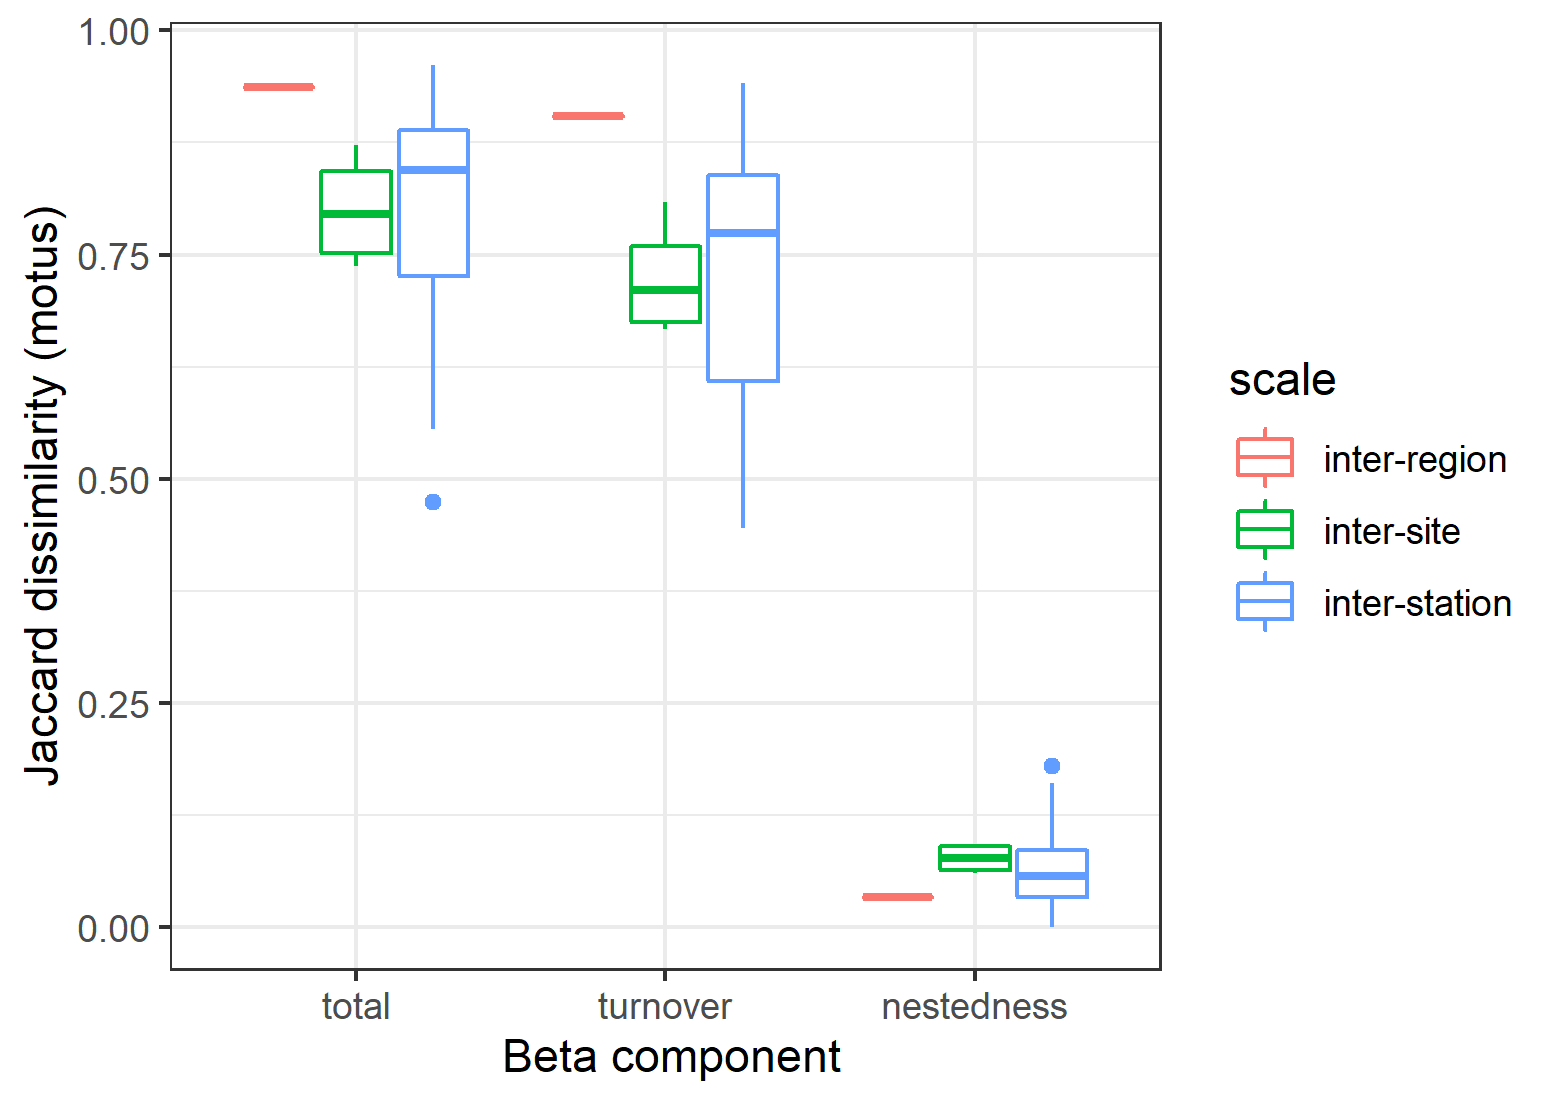 Jaccard dissimilarity (motus)
1.00
0.75
0.50
0.25
0.00
total
turnover
nestedness
Beta component
scale
inter-region
inter-site
inter-station